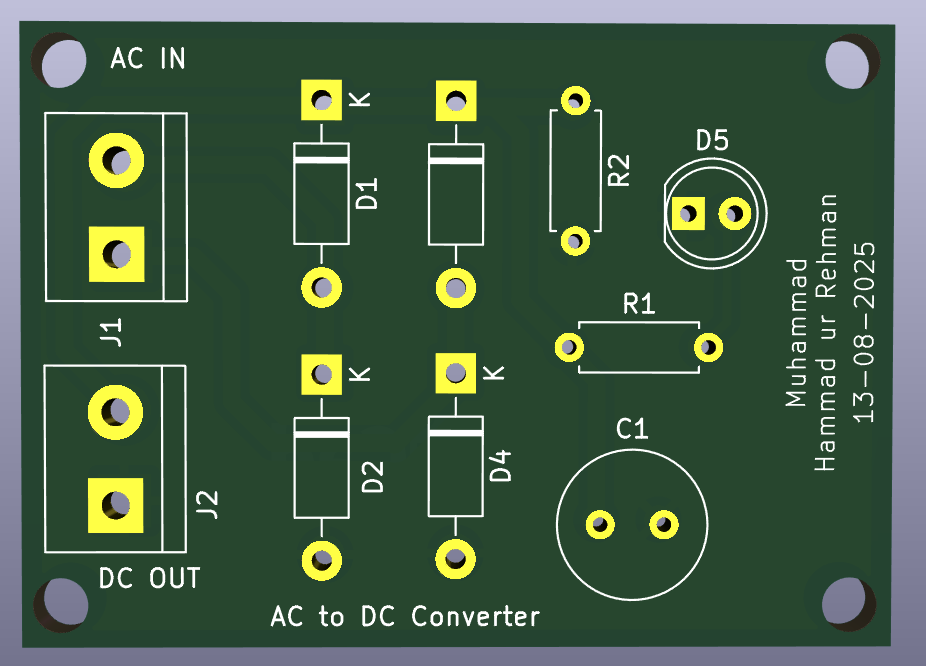 AC IN
K
D1
R2
D5
J1
R1
K
K
D2
D4
C1
J2
DC OUT
AC to DC Converter
Muhammad
Hammad ur Rehman
13-08-2025